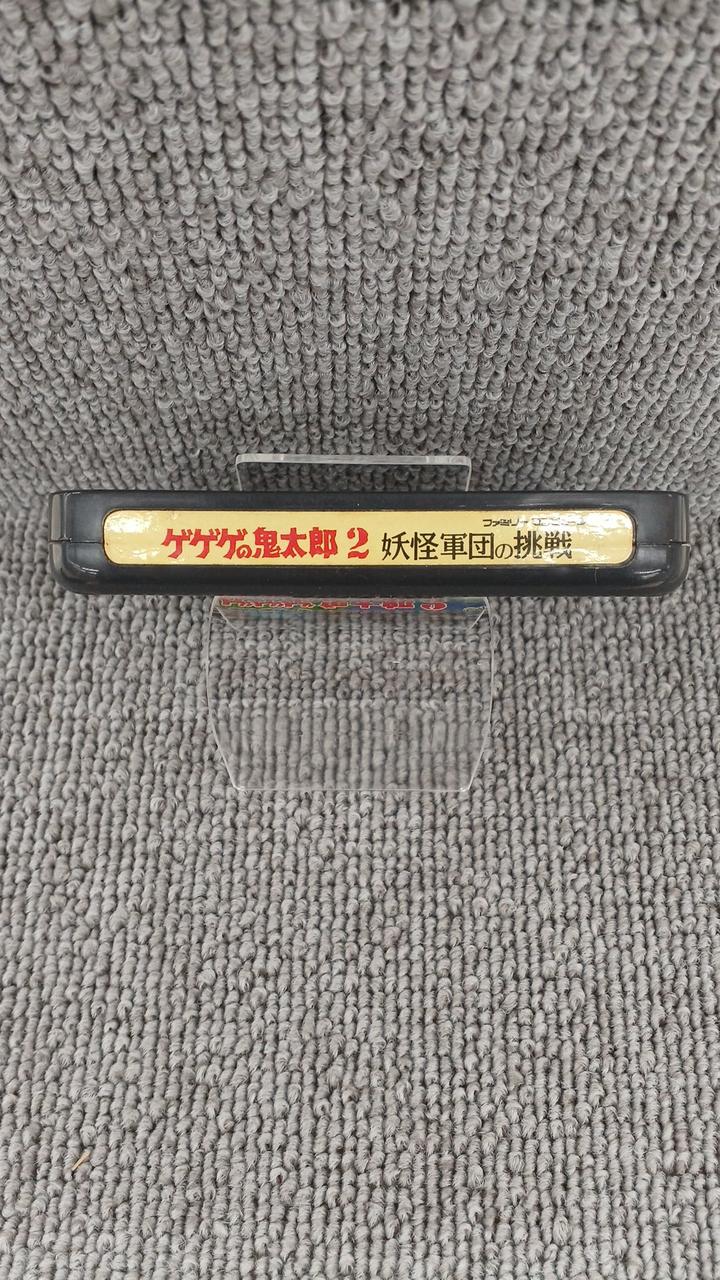 ファミリーコンピュータ
ゲゲゲの鬼太郎2 妖怪軍団の挑戦